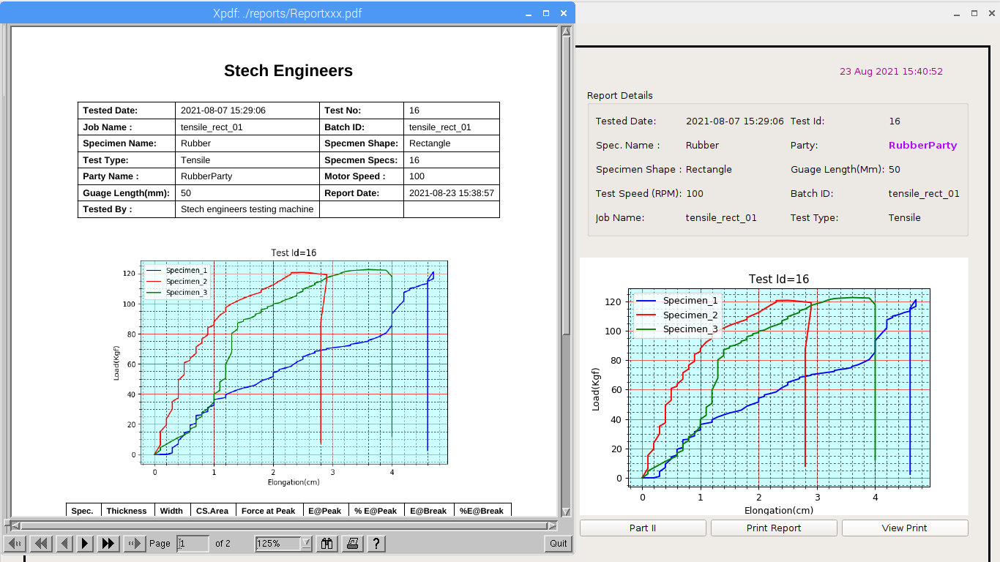 Xpdf: ./reports/Reportxxx.pdf
Stech Engineers
Tested Date: 2021-08-07 15:29:06 Test No: 16
Job Name : tensile_rect_01 Batch ID: tensile_rect_01
Specimen Name: Rubber Specmen Shape: Rectangle
Test Type: Tensile Specmen Specs: 16
Party Name : RubberParty Motor Speed : 100
Guage Length(mm): 50 Report Date: 2021-08-23 15:38:57
Tested By : Stech engineers testing machine
Test Id=16
Specimen_1
Specimen_2
Specimen_3
120
100
80
60
40
20
0
Load(Kgf)
0 1 2 3 4
Elongation(cm)
Spec. Thickness Width CS.Area Force at Peak E@Peak % E@Peak E@Break %E@Break
Page 1 of 2 125% ? Quit
23 Aug 2021 15:40:52
Report Details
Tested Date: 2021-08-07 15:29:06 Test Id: 16
Spec. Name : Rubber Party: RubberParty
Specimen Shape : Rectangle Guage Length(Mm): 50
Test Speed (RPM): 100 Batch ID: tensile_rect_01
Job Name: tensile_rect_01 Test Type: Tensile
Test Id=16
Specimen_1
Specimen_2
Specimen_3
120
100
80
60
40
20
0
Load(Kgf)
0 1 2 3 4
Elongation(cm)
Part II Print Report View Print